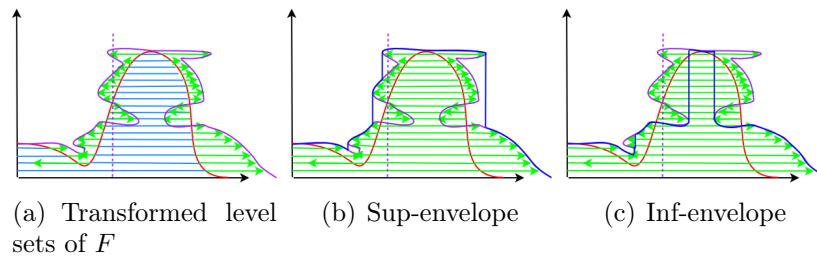 (a) Transformed level
sets of F
(b) Sup-envelope
(c) Inf-envelope